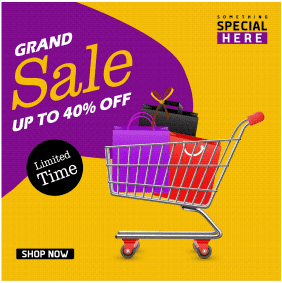 SOMETHING
SPECIAL
HERE
GRAND
Sale
UP TO 40% OFF
Limited
Time
SHOP NOW